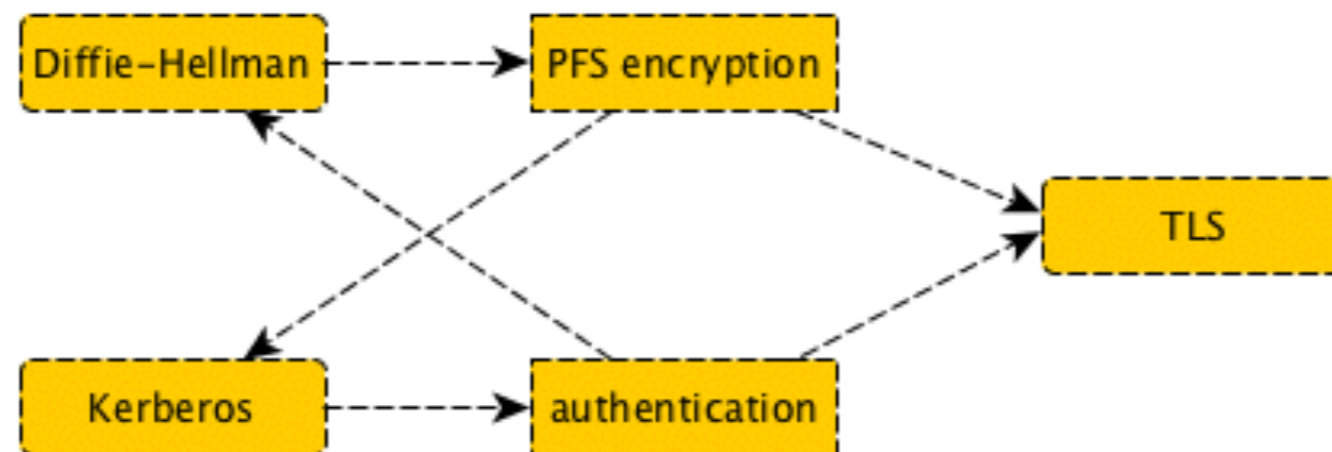 Diffie-Hellman
PFS encryption
TLS
Kerberos
authentication